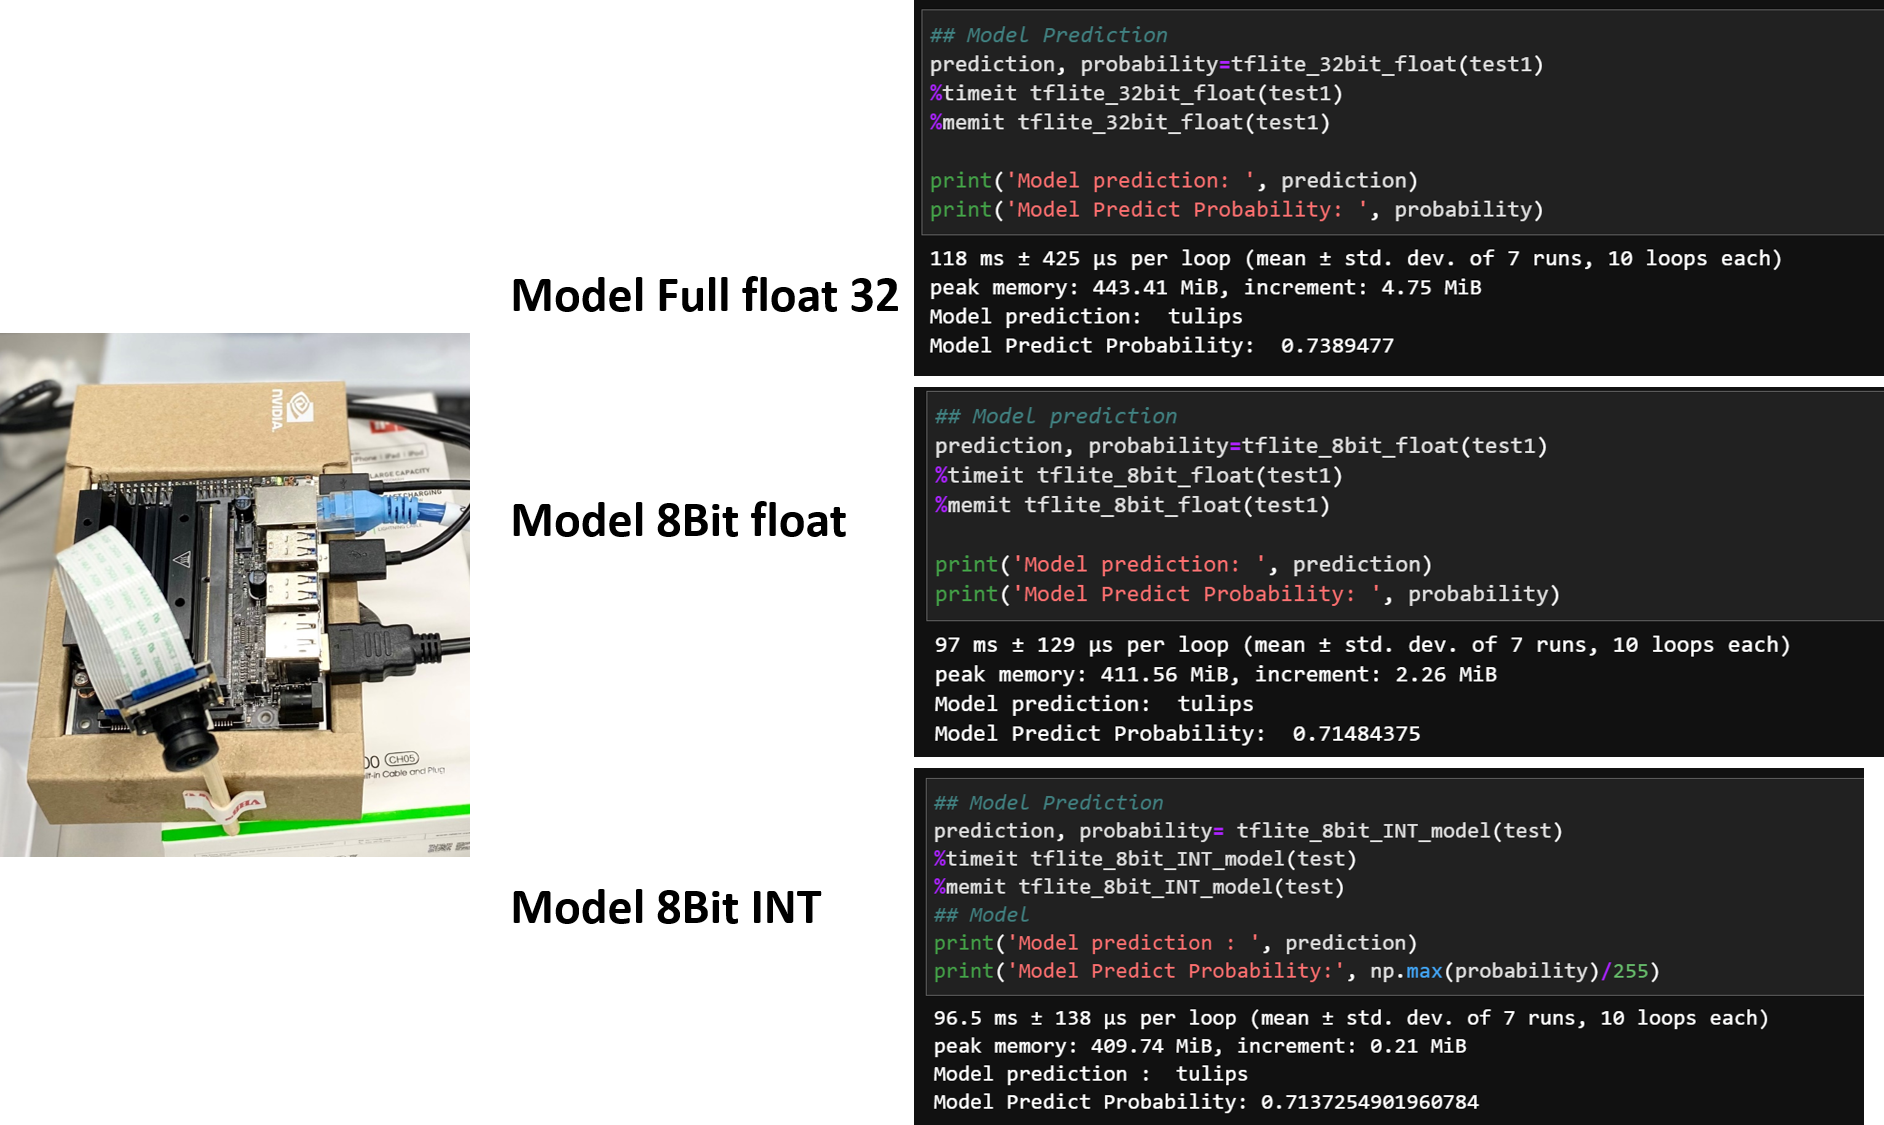 ## Model Prediction
prediction, probability=tflite_32bit_float(test1)
%timeit tflite_32bit_float(test1)
%memit tflite_32bit_float(test1)
print('Model prediction: ', prediction)
print('Model Predict Probability: ', probability)
118 ms ± 425 µs per loop (mean ± std. dev. of 7 runs, 10 loops each)
peak memory: 443.41 MiB, increment: 4.75 MiB
Model prediction:  tulips
Model Predict Probability:  0.7389477
Model Full float 32
## Model prediction
prediction, probability=tflite_8bit_float(test1)
%timeit tflite_8bit_float(test1)
%memit tflite_8bit_float(test1)
print('Model prediction: ', prediction)
print('Model Predict Probability: ', probability)
97 ms ± 129 µs per loop (mean ± std. dev. of 7 runs, 10 loops each)
peak memory: 411.56 MiB, increment: 2.26 MiB
Model prediction:  tulips
Model Predict Probability:  0.71484375
Model 8Bit float
## Model Prediction
prediction, probability= tflite_8bit_INT_model(test)
%timeit tflite_8bit_INT_model(test)
%memit tflite_8bit_INT_model(test)
## Model
print('Model prediction : ', prediction)
print('Model Predict Probability:', np.max(probability)/255)
96.5 ms ± 138 µs per loop (mean ± std. dev. of 7 runs, 10 loops each)
peak memory: 409.74 MiB, increment: 0.21 MiB
Model prediction :  tulips
Model Predict Probability: 0.7137254901960784
Model 8Bit INT
NVIDIA.
iPhone | iPad | iPod
LARGE CAPACITY
CHARGING
00 CH05
Cable and Plug